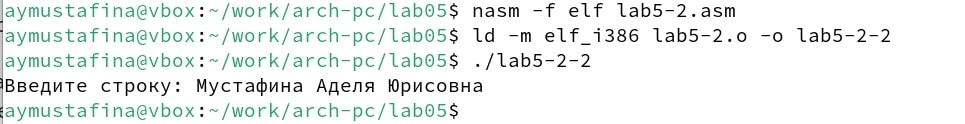 aymustafina@vbox:~/work/arch-pc/lab05$ nasm -f elf lab5-2.asm
aymustafina@vbox:~/work/arch-pc/lab05$ ld -m elf_i386 lab5-2.o -o lab5-2-2
aymustafina@vbox:~/work/arch-pc/lab05$ ./lab5-2-2
Введите строку: Мустафина Аделя Юрисовна
aymustafina@vbox:~/work/arch-pc/lab05$